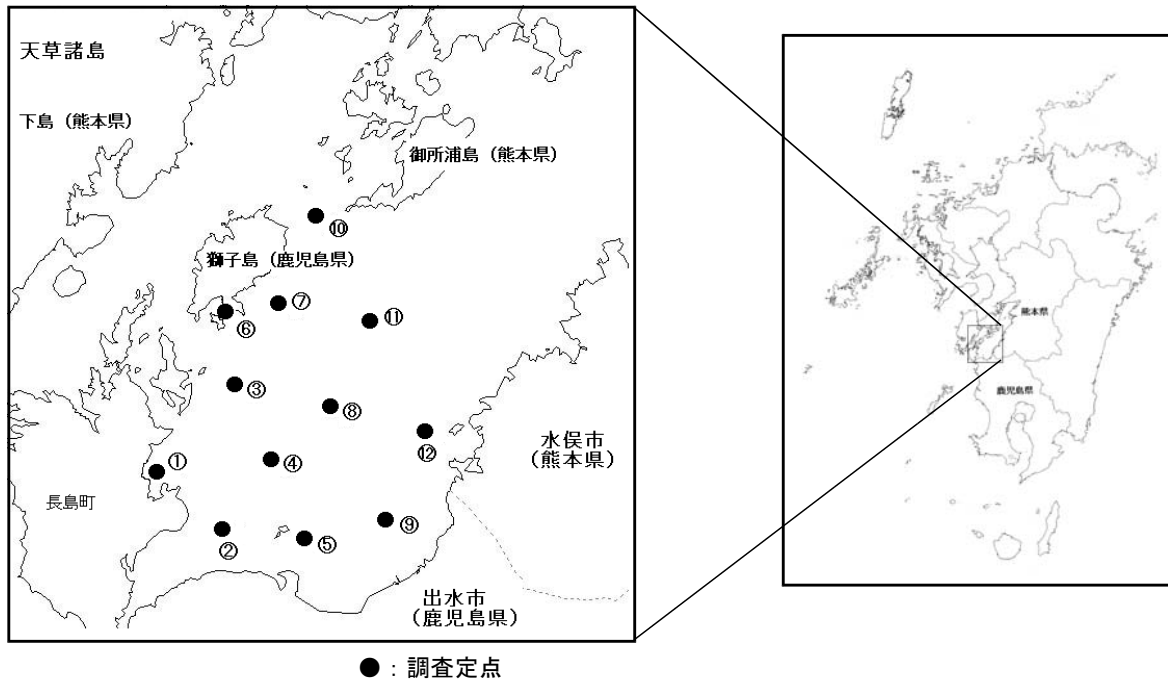 天草諸島
下島（熊本県）
御所浦島（熊本県）
⑩
獅子島（鹿児島県）
⑦
⑥
⑪
③
⑧
⑫
水俣市
（熊本県）
①
④
長島町
②
⑤
⑨
出水市
（鹿児島県）
熊本県
鹿児島県
●：調査定点